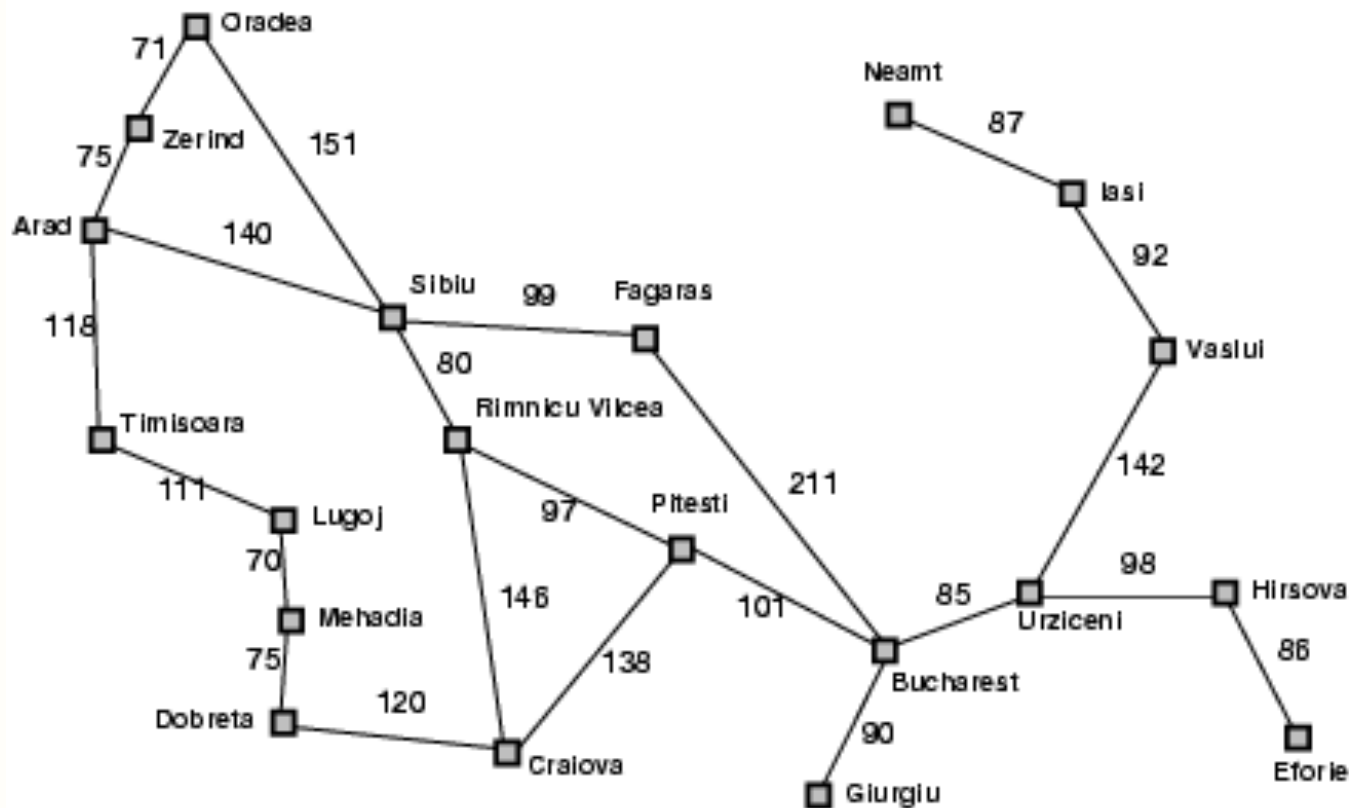 Oradea
71
Neamt
87
Zerind
151
75
Iasi
Arad
140
92
Sibiu
99
Fagaras
118
80
Vaslui
Rimnicu Vilcea
Timisoara
142
111
211
Pitesti
97
Lugoj
70
98
146
101
85
Hirsova
Mehadia
Urziceni
138
86
75
Bucharest
120
Dobreta
90
Craiova
Eforie
Giurgiu